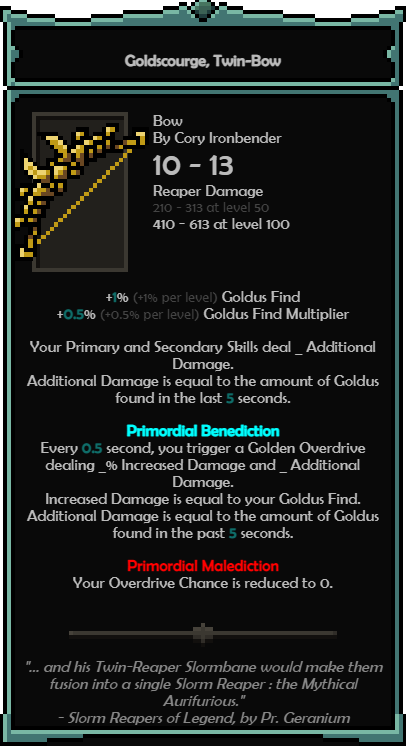 Goldscourge, Twin-Bow
Bow
By Cory Ironbender
10 - 13
Reaper Damage
210 - 313 at level 50
410 - 613 at level 100
+1% (+1% per level) Goldus Find
+0.5% (+0.5% per level) Goldus Find Multiplier
Your Primary and Secondary Skills deal _ Additional
Damage.
Additional Damage is equal to the amount of Goldus
found in the last 5 seconds.
Primordial Benediction
Every 0.5 second, you trigger a Golden Overdrive
dealing _% Increased Damage and _ Additional
Damage.
Increased Damage is equal to your Goldus Find.
Additional Damage is equal to the amount of Goldus
found in the past 5 seconds.
Primordial Malediction
Your Overdrive Chance is reduced to 0.
"... and his Twin-Reaper Slormbane would make them
fusion into a single Slorm Reaper : the Mythical
Aurifurious."
- Slorm Reapers of Legend, by Pr. Geranium